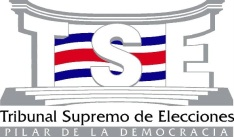 TSE
Tribunal Supremo de Elecciones
PILAR DE LA DEMOCRACIA